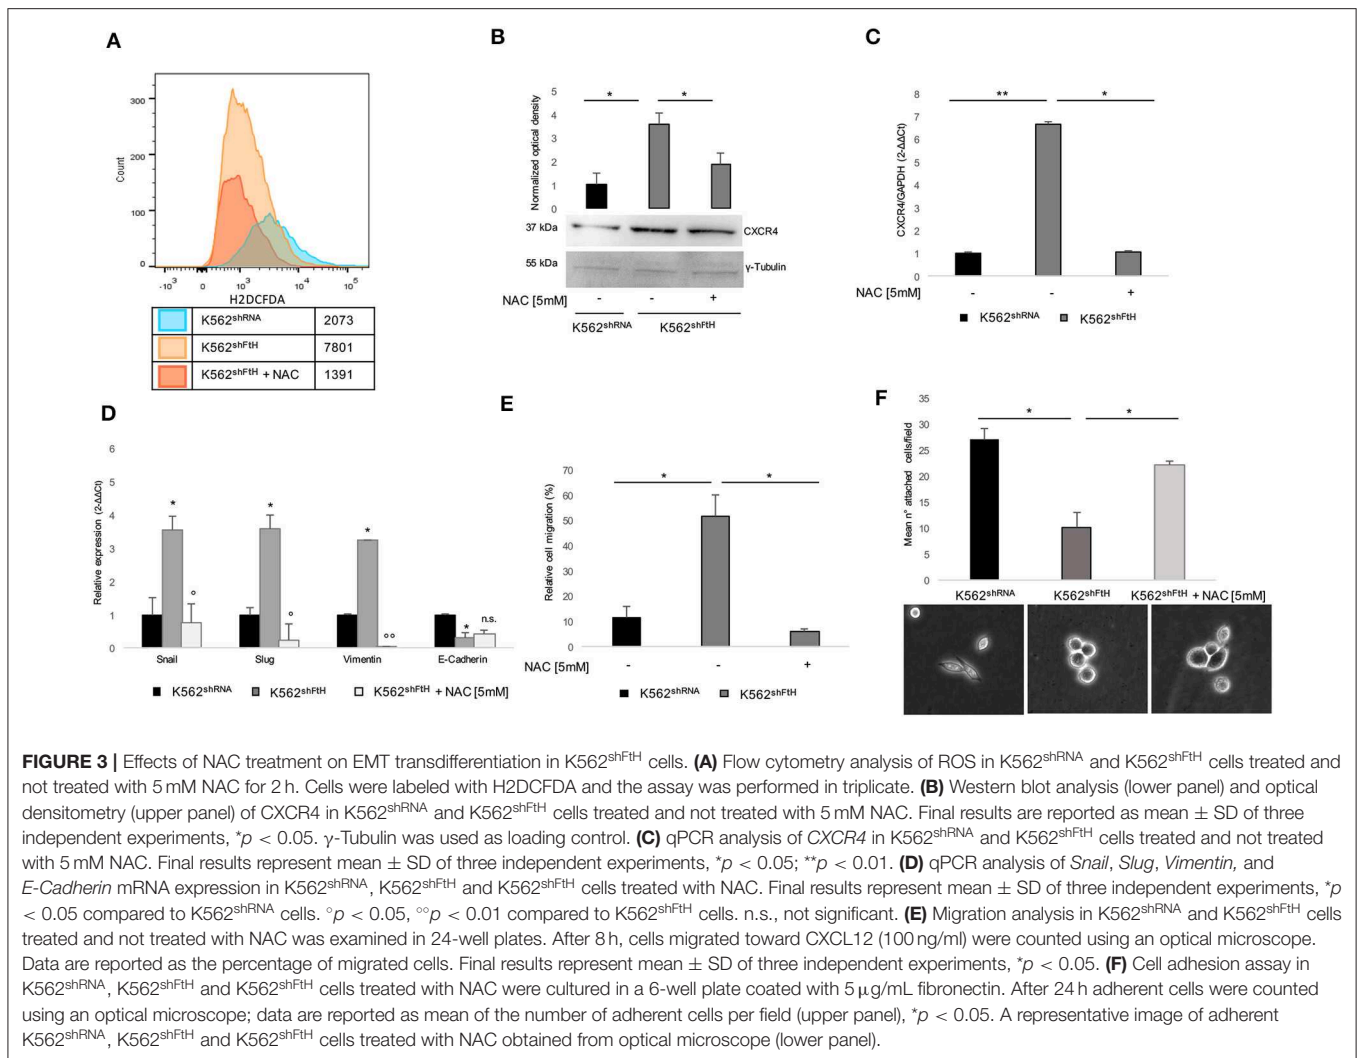 A
300
200
100
0
Count
-10³ 0 10³ 10⁴ 10⁵
H2DCFDA
K562shRNA 2073
K562shFtH 7801
K562shFtH + NAC 1391
B
Normalized optical density
5
4
3
2
1
0
* *
37 kDa CXCR4
55 kDa γ-Tubulin
NAC [5mM] - - +
K562shRNA K562shFtH
C
CXCR4/GAPDH (2-ΔΔCt)
8
7
6
5
4
3
2
1
0
** *
- - +
K562shRNA K562shFtH
D
Relative expression (2-ΔΔCt)
6
5
4
3
2
1
0
* ° * ° * °° * n.s.
Snail Slug Vimentin E-Cadherin
K562shRNA K562shFtH K562shFtH + NAC [5mM]
E
Relative cell migration (%)
70
60
50
40
30
20
10
0
* *
NAC [5mM] - - +
K562shRNA K562shFtH
F
Mean n° attached cells/field
35
30
25
20
15
10
5
0
* *
K562shRNA K562shFtH K562shFtH + NAC [5mM]
FIGURE 3 | Effects of NAC treatment on EMT transdifferentiation in K562shFtH cells. (A) Flow cytometry analysis of ROS in K562shRNA and K562shFtH cells treated and
not treated with 5 mM NAC for 2 h. Cells were labeled with H2DCFDA and the assay was performed in triplicate. (B) Western blot analysis (lower panel) and optical
densitometry (upper panel) of CXCR4 in K562shRNA and K562shFtH cells treated and not treated with 5 mM NAC. Final results are reported as mean ± SD of three
independent experiments, *p < 0.05. γ-Tubulin was used as loading control. (C) qPCR analysis of CXCR4 in K562shRNA and K562shFtH cells treated and not treated
with 5 mM NAC. Final results represent mean ± SD of three independent experiments, *p < 0.05; **p < 0.01. (D) qPCR analysis of Snail, Slug, Vimentin, and
E-Cadherin mRNA expression in K562shRNA, K562shFtH and K562shFtH cells treated with NAC. Final results represent mean ± SD of three independent experiments, *p
< 0.05 compared to K562shRNA cells. °p < 0.05, °°p < 0.01 compared to K562shFtH cells. n.s., not significant. (E) Migration analysis in K562shRNA and K562shFtH cells
treated and not treated with NAC was examined in 24-well plates. After 8 h, cells migrated toward CXCL12 (100 ng/ml) were counted using an optical microscope.
Data are reported as the percentage of migrated cells. Final results represent mean ± SD of three independent experiments, *p < 0.05. (F) Cell adhesion assay in
K562shRNA, K562shFtH and K562shFtH cells treated with NAC were cultured in a 6-well plate coated with 5 μg/mL fibronectin. After 24 h adherent cells were counted
using an optical microscope; data are reported as mean of the number of adherent cells per field (upper panel), *p < 0.05. A representative image of adherent
K562shRNA, K562shFtH and K562shFtH cells treated with NAC obtained from optical microscope (lower panel).